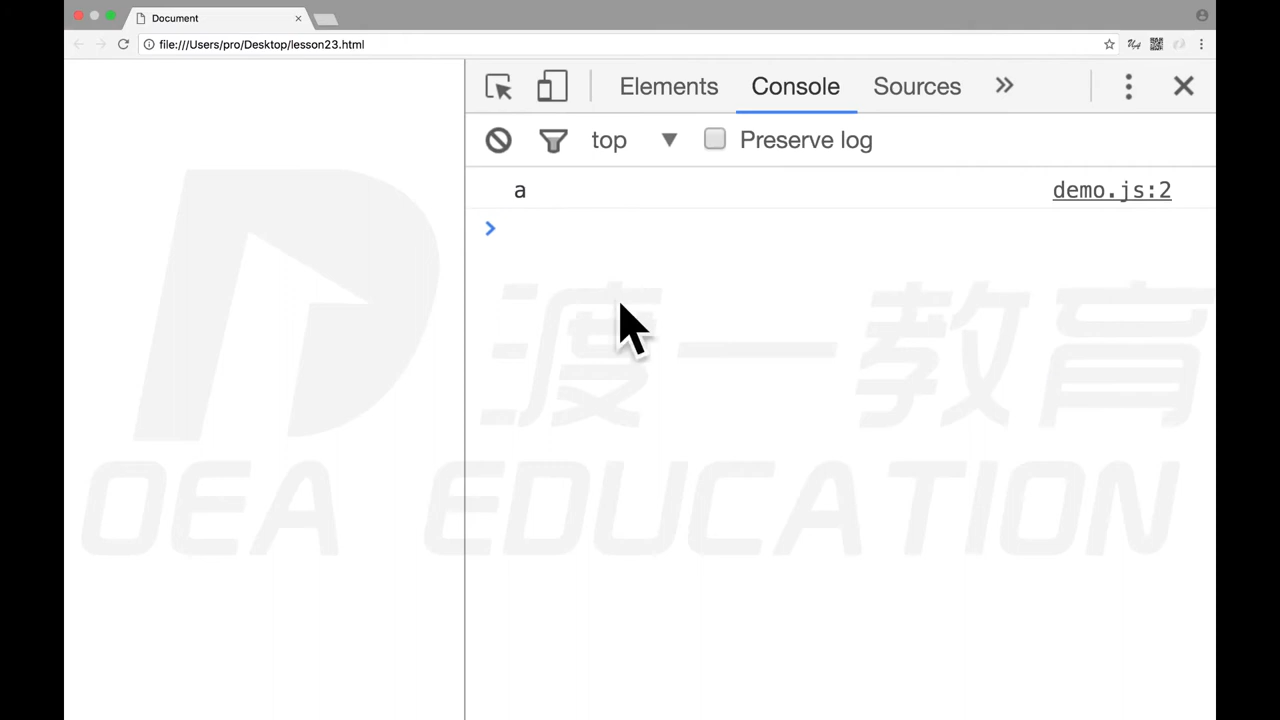 Document
file:///Users/pro/Desktop/lesson23.html
Elements Console Sources
top Preserve log
a demo.js:2
渡一教育
OEA EDUCATION